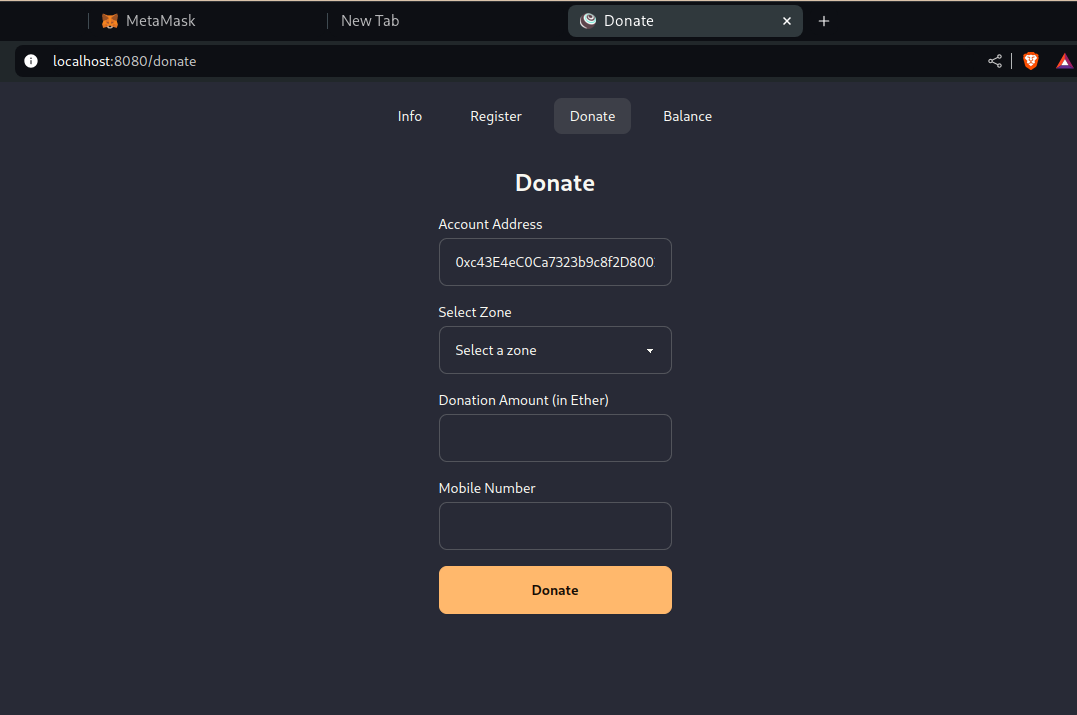 MetaMask New Tab Donate
localhost:8080/donate
Info Register Donate Balance
Donate
Account Address
0xc43E4eC0Ca7323b9c8f2D800
Select Zone
Select a zone
Donation Amount (in Ether)
Mobile Number
Donate